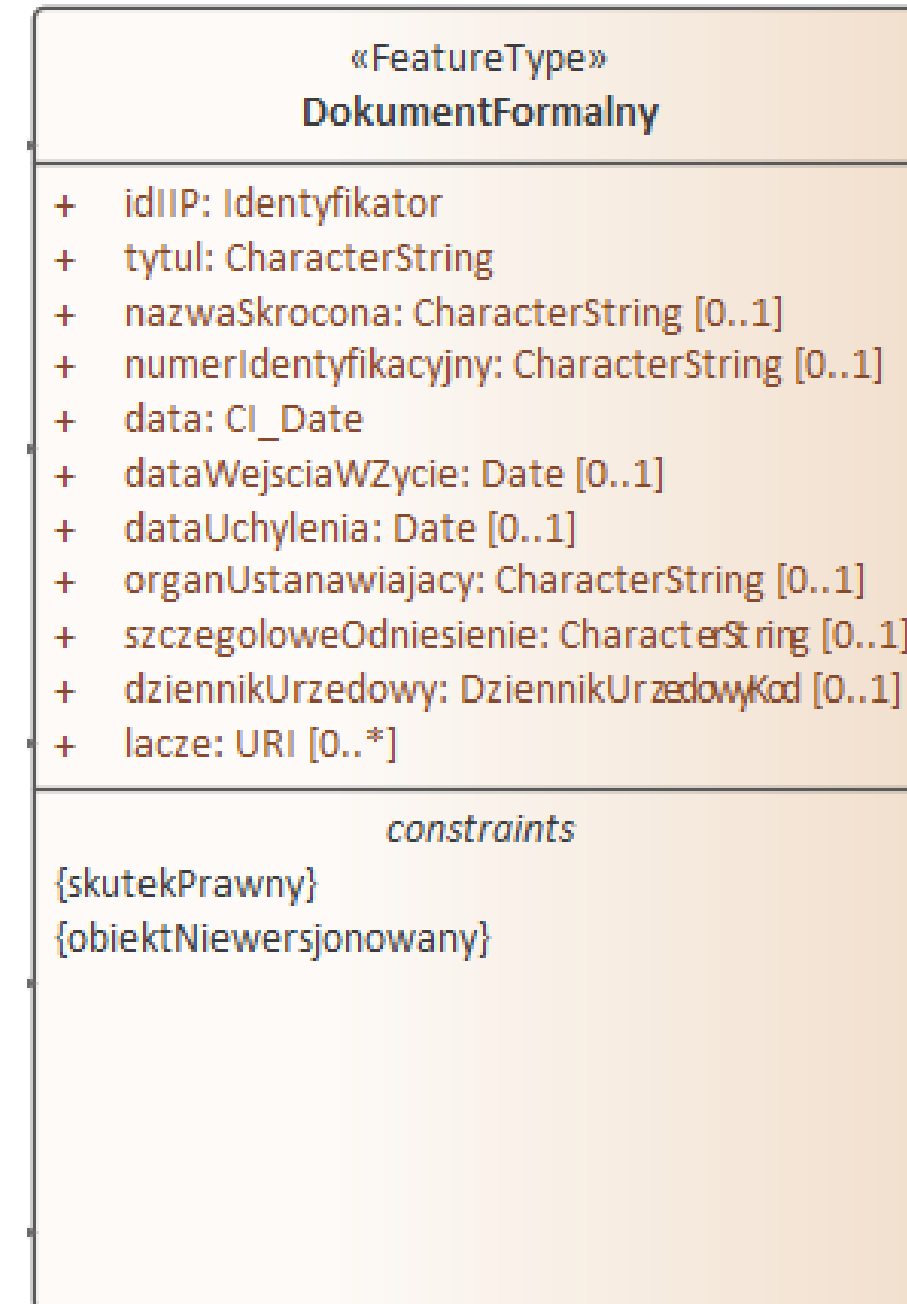 «FeatureType»
DokumentFormalny
+ idIIP: Identyfikator
+ tytul: CharacterString
+ nazwaSkrocona: CharacterString [0..1]
+ numerIdentyfikacyjny: CharacterString [0..1]
+ data: CI_Date
+ dataWejsciaWZycie: Date [0..1]
+ dataUchylenia: Date [0..1]
+ organUstanawiajacy: CharacterString [0..1]
+ szczegoloweOdniesienie: CharacterString [0..1]
+ dziennikUrzedowy: DziennikUrzedowyKod [0..1]
+ lacze: URI [0..*]
constraints
{skutekPrawny}
{obiektNiewersjonowany}